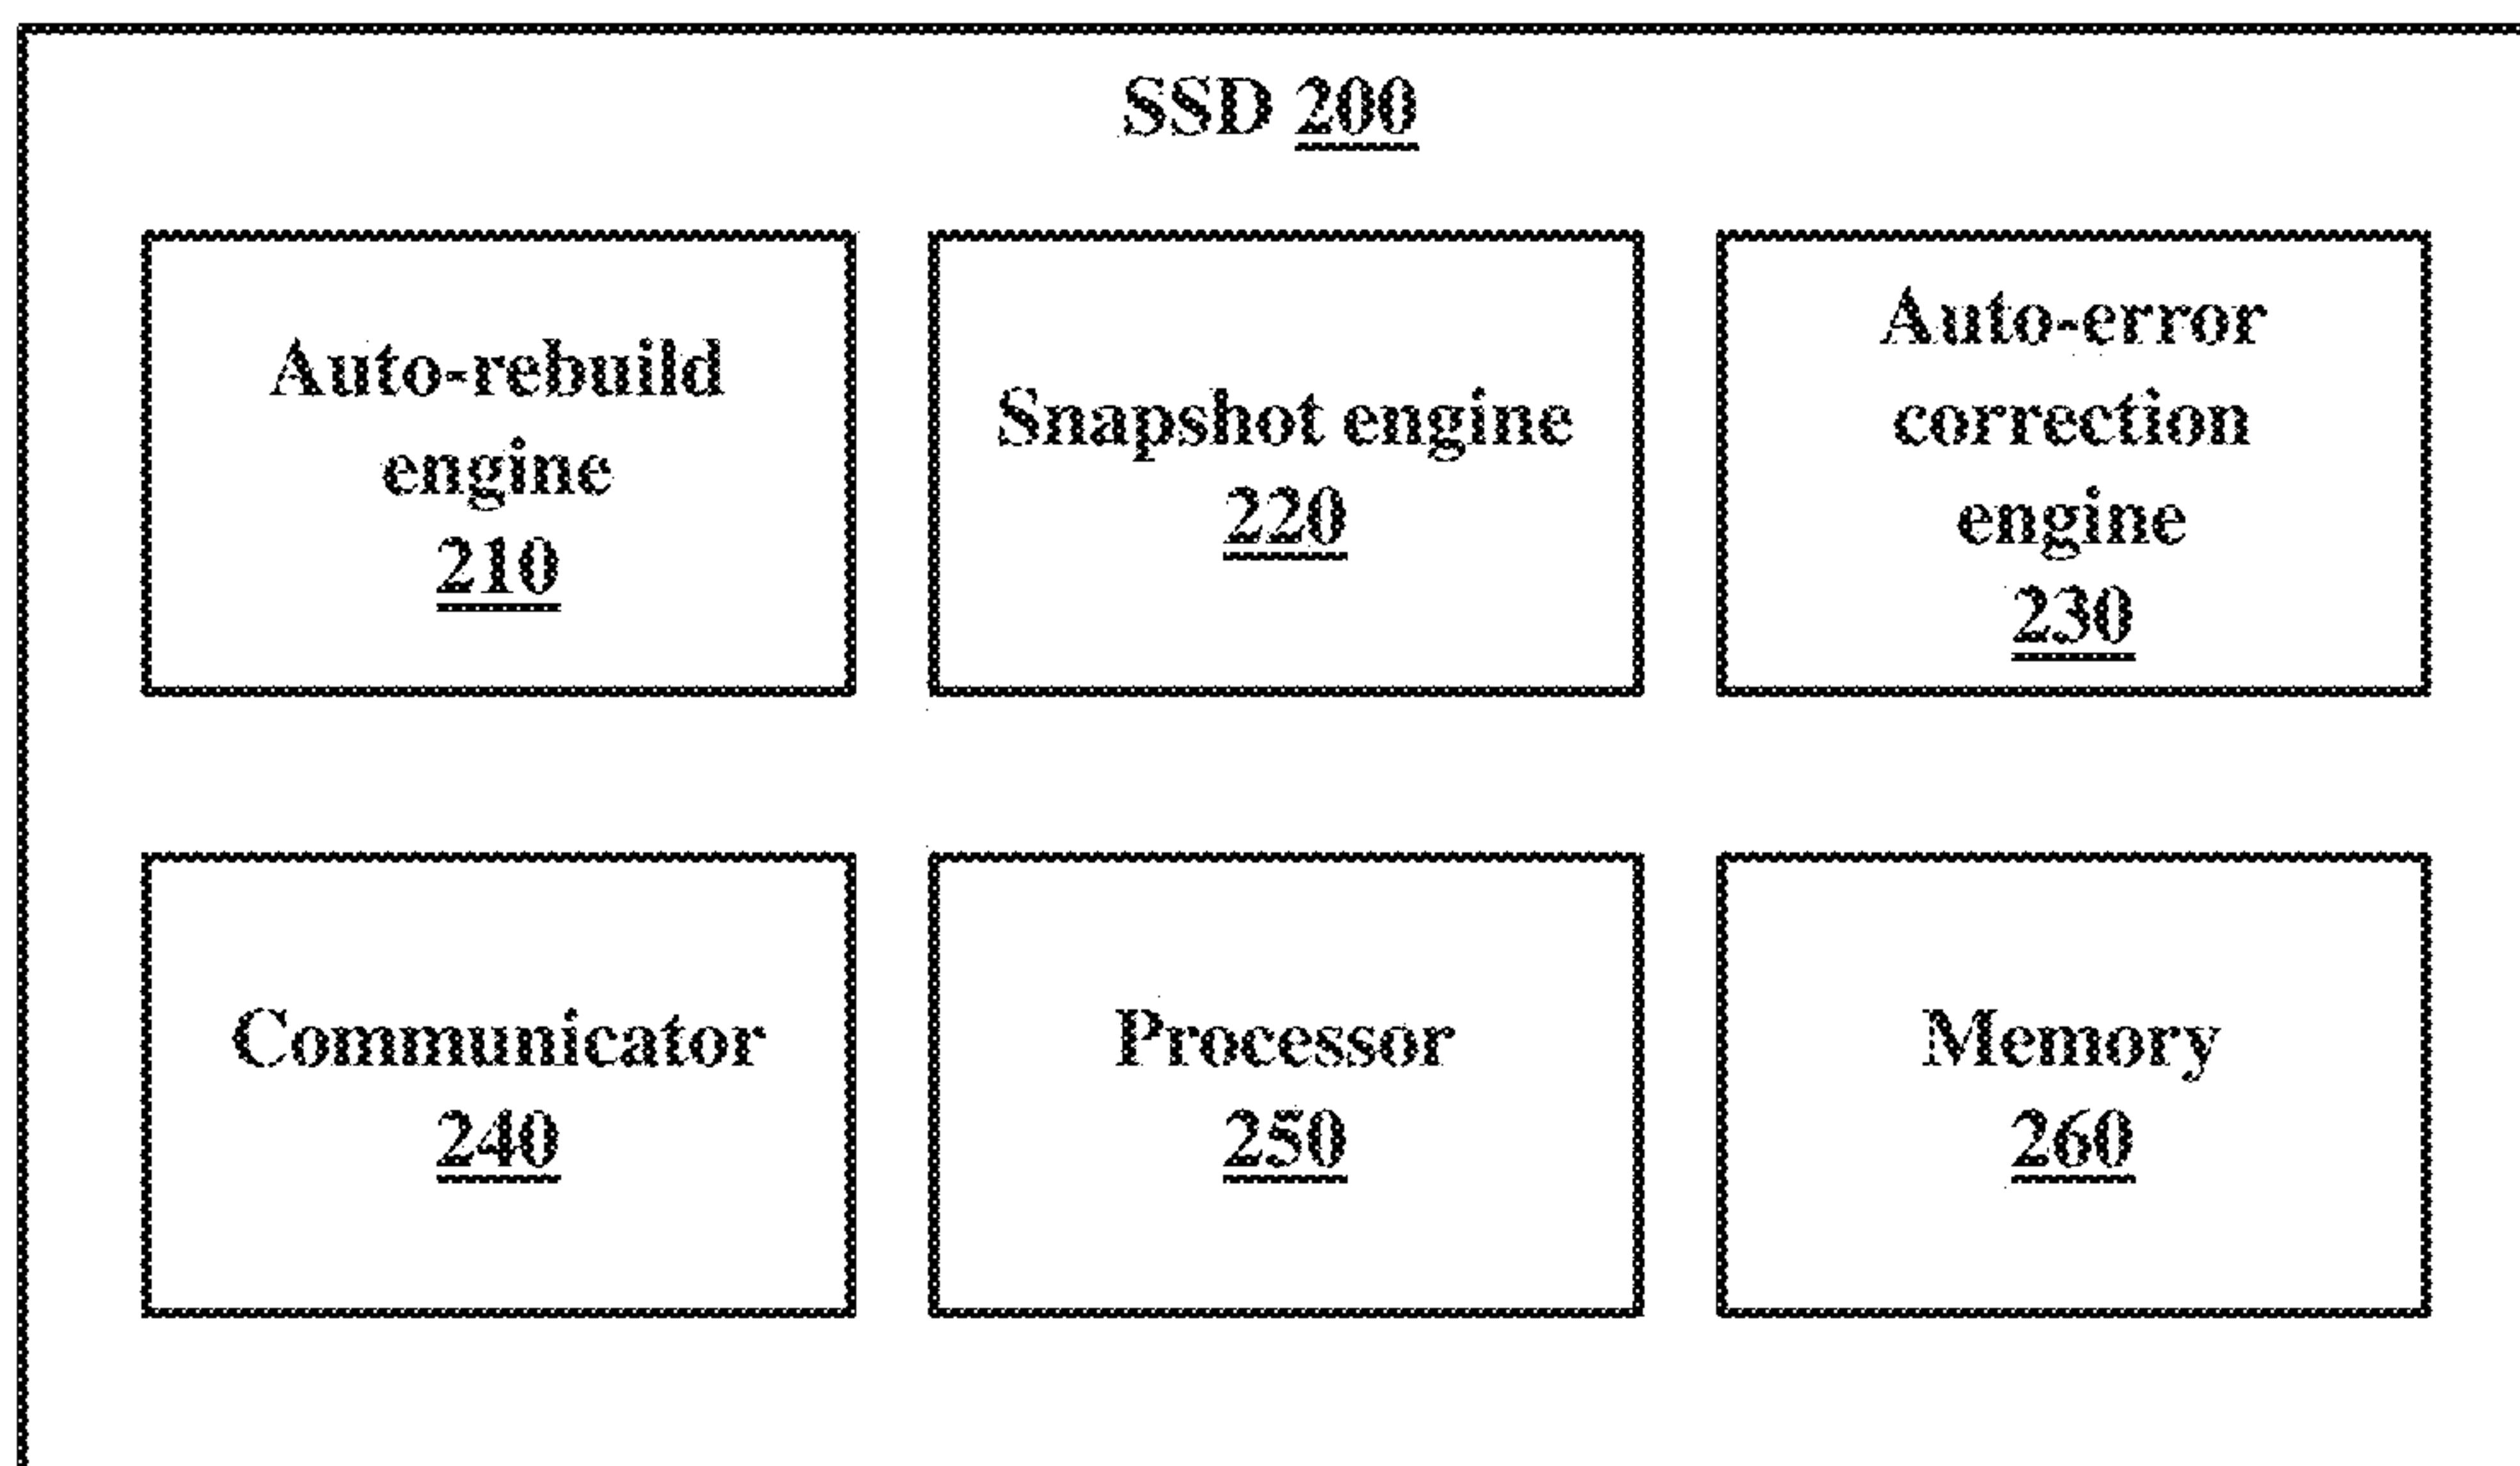 SSD 200
Auto-rebuild
engine
210
Snapshot engine
220
Auto-error
correction
engine
230
Communicator
240
Processor
250
Memory
260